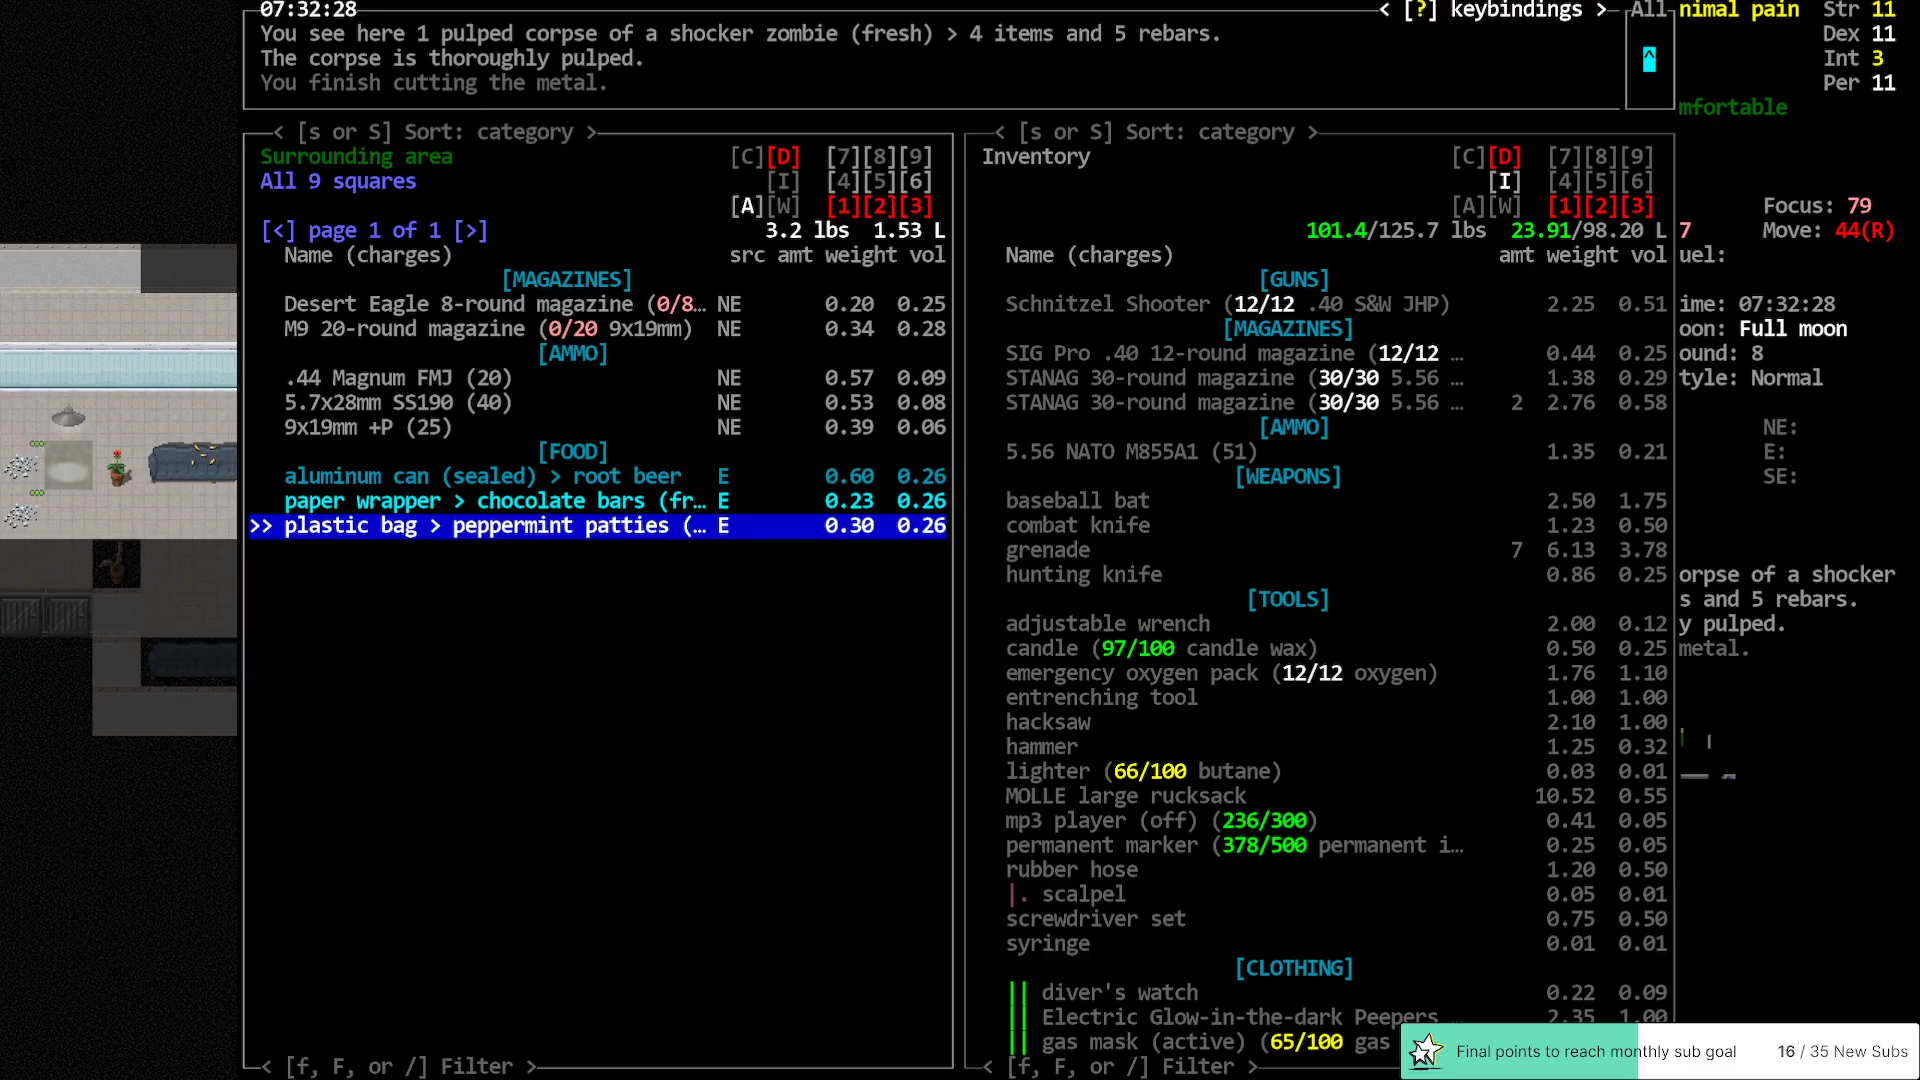 07:32:28
< [?] keybindings >
All
nimal pain
Str 11
You see here 1 pulped corpse of a shocker zombie (fresh) > 4 items and 5 rebars.
Dex 11
The corpse is thoroughly pulped.
^
Int 3
You finish cutting the metal.
Per 11
mfortable
< [s or S] Sort: category >
< [s or S] Sort: category >
Surrounding area
[C][D] [7][8][9]
Inventory
[C][D] [7][8][9]
All 9 squares
[I] [4][5][6]
[I] [4][5][6]
[A][W] [1][2][3]
[A][W] [1][2][3]
Focus: 79
[<] page 1 of 1 [>]
3.2 lbs 1.53 L
101.4/125.7 lbs 23.91/98.20 L
7
Move: 44(R)
Name (charges) src amt weight vol
Name (charges) amt weight vol
uel:
[MAGAZINES]
[GUNS]
Desert Eagle 8-round magazine (0/8… NE 0.20 0.25
Schnitzel Shooter (12/12 .40 S&W JHP) 2.25 0.51
ime: 07:32:28
M9 20-round magazine (0/20 9x19mm) NE 0.34 0.28
[MAGAZINES]
oon: Full moon
[AMMO]
SIG Pro .40 12-round magazine (12/12 … 0.44 0.25
ound: 8
.44 Magnum FMJ (20) NE 0.57 0.09
STANAG 30-round magazine (30/30 5.56 … 1.38 0.29
tyle: Normal
5.7x28mm SS190 (40) NE 0.53 0.08
STANAG 30-round magazine (30/30 5.56 … 2 2.76 0.58
9x19mm +P (25) NE 0.39 0.06
[AMMO]
NE:
[FOOD]
5.56 NATO M855A1 (51) 1.35 0.21
E:
aluminum can (sealed) > root beer E 0.60 0.26
[WEAPONS]
SE:
paper wrapper > chocolate bars (fr… E 0.23 0.26
baseball bat 2.50 1.75
>> plastic bag > peppermint patties (… E 0.30 0.26
combat knife 1.23 0.50
grenade 7 6.13 3.78
hunting knife 0.86 0.25
orpse of a shocker
[TOOLS]
s and 5 rebars.
adjustable wrench 2.00 0.12
y pulped.
candle (97/100 candle wax) 0.50 0.25
metal.
emergency oxygen pack (12/12 oxygen) 1.76 1.10
entrenching tool 1.00 1.00
hacksaw 2.10 1.00
hammer 1.25 0.32
lighter (66/100 butane) 0.03 0.01
MOLLE large rucksack 10.52 0.55
mp3 player (off) (236/300) 0.41 0.05
permanent marker (378/500 permanent i… 0.25 0.05
rubber hose 1.20 0.50
|. scalpel 0.05 0.01
screwdriver set 0.75 0.50
syringe 0.01 0.01
[CLOTHING]
|| diver's watch 0.22 0.09
|| Electric Glow-in-the-dark Peepers … 2.35 1.00
|| gas mask (active) (65/100 gas
< [f, F, or /] Filter >
< [f, F, or /] Filter >
Final points to reach monthly sub goal
16 / 35 New Subs